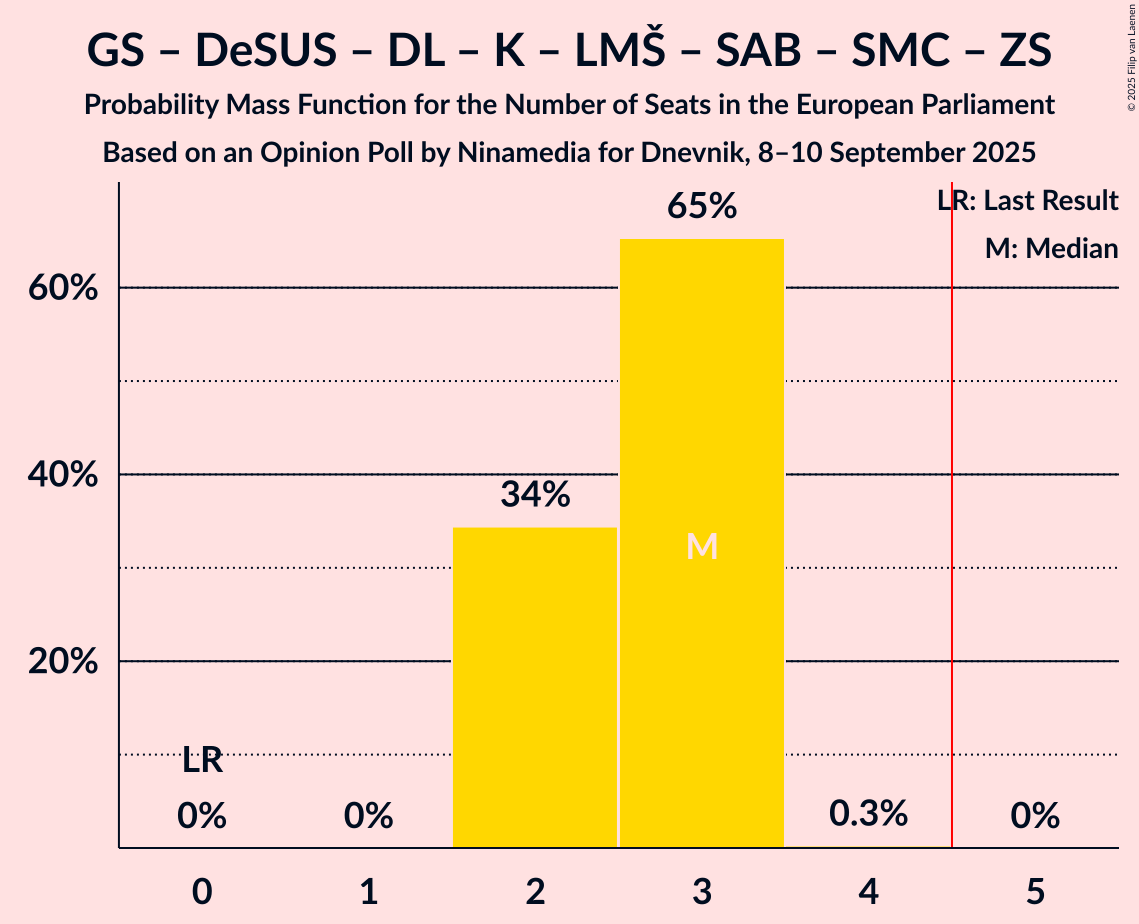 GS – DeSUS – DL – K – LMŠ – SAB – SMC – ZS
Probability Mass Function for the Number of Seats in the European Parliament
Based on an Opinion Poll by Ninamedia for Dnevnik, 8–10 September 2025
© 2025 Filip van Laenen
LR: Last Result
M: Median
65%
60%
40%
34%
M
20%
LR
0%
0%
0.3%
0%
0 1 2 3 4 5